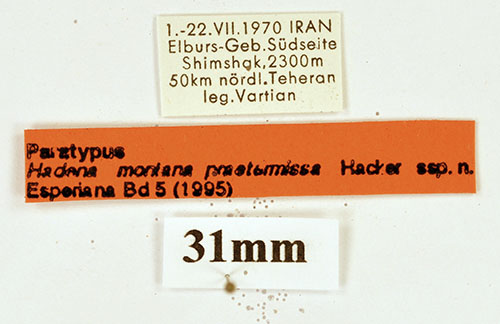 1.-22.VII.1970 IRAN
Elburs-Geb.Südseite
Shimshak,2300m
50km nördl.Teheran
leg.Vartian
Paratypus
Hadena montana praetermissa Hacker ssp. n.
Esperiana Bd 5 (1995)
31mm